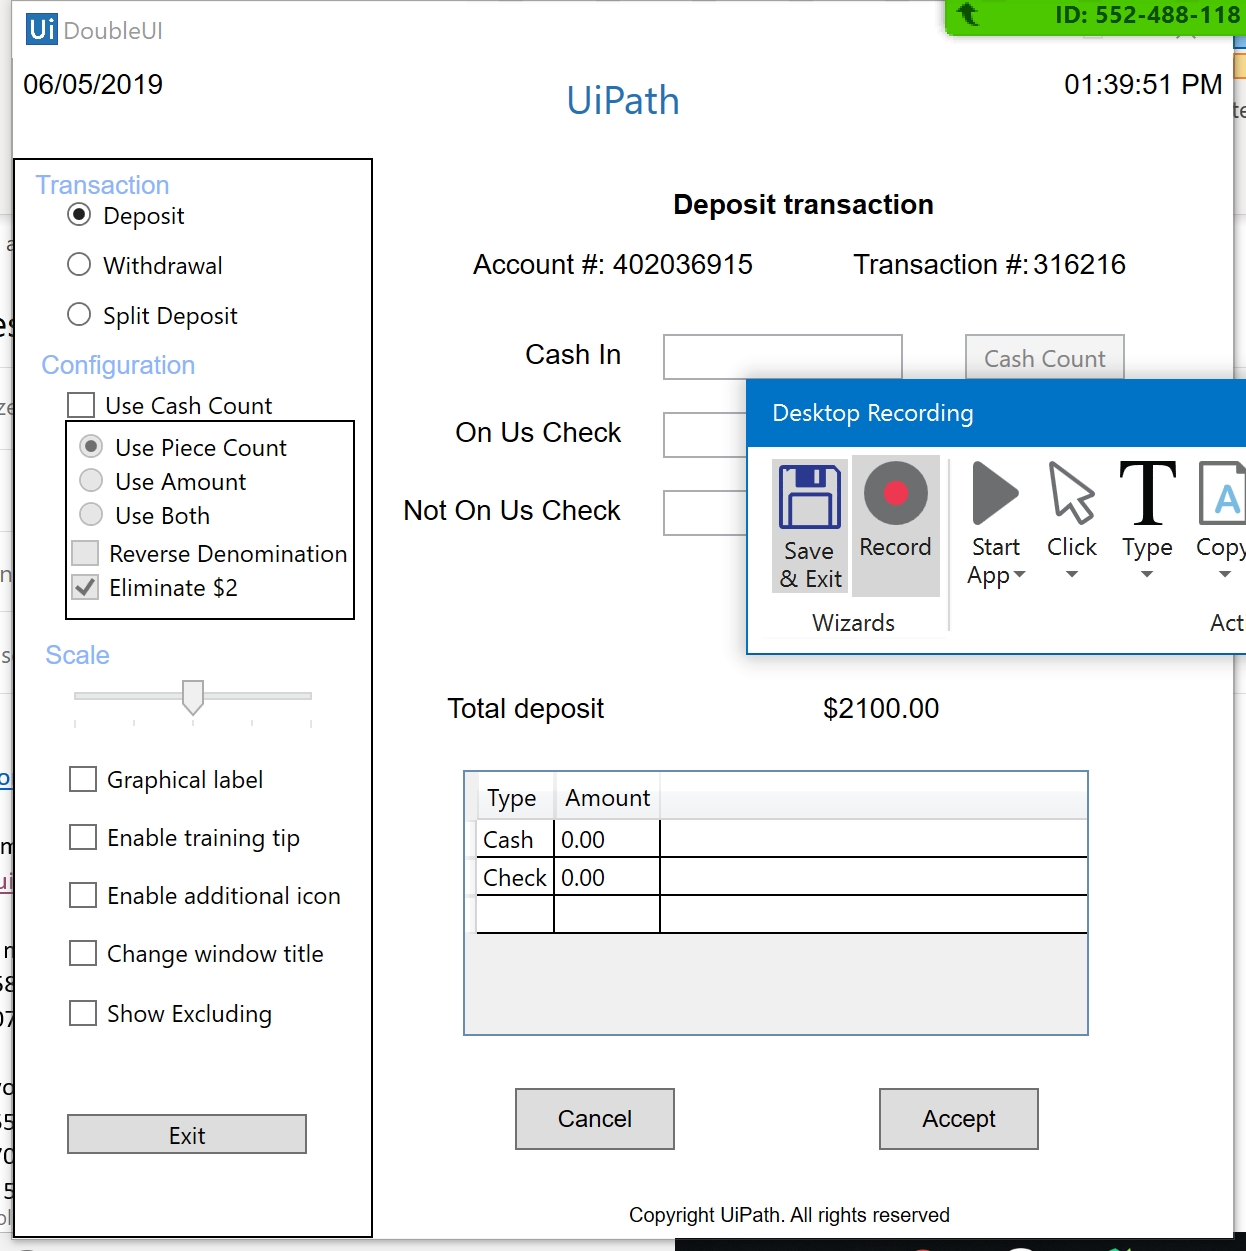 Ui DoubleUI
ID: 552-488-118
06/05/2019
UiPath
01:39:51 PM
Transaction
Deposit
Withdrawal
Split Deposit
Configuration
Use Cash Count
Use Piece Count
Use Amount
Use Both
Reverse Denomination
Eliminate $2
Scale
Graphical label
Enable training tip
Enable additional icon
Change window title
Show Excluding
Exit
Deposit transaction
Account #: 402036915 Transaction #: 316216
Cash In
Cash Count
On Us Check
Not On Us Check
Desktop Recording
Save & Exit
Record
Start App
Click
Type
Copy
Wizards
Act
Total deposit $2100.00
Type Amount
Cash 0.00
Check 0.00
Cancel
Accept
Copyright UiPath. All rights reserved